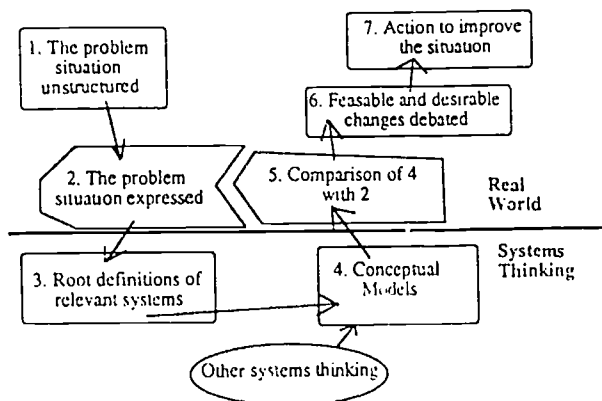 1. The problem
situation
unstructured
2. The problem
situation expressed
3. Root definitions of
relevant systems
4. Conceptual
Models
Other systems thinking
5. Comparison of 4
with 2
6. Feasable and desirable
changes debated
7. Action to improve
the situation
Real
World
Systems
Thinking